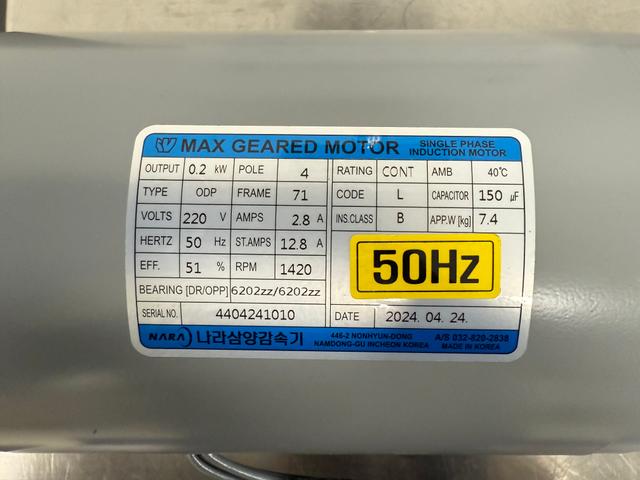 MAX GEARED MOTOR SINGLE PHASE INDUCTION MOTOR
OUTPUT 0.2 kW POLE 4 RATING CONT AMB 40℃
TYPE ODP FRAME 71 CODE L CAPACITOR 150 μF
VOLTS 220 V AMPS 2.8 A INS.CLASS B APP.W [kg] 7.4
HERTZ 50 Hz ST.AMPS 12.8 A
EFF. 51 % RPM 1420
50Hz
BEARING [DR/OPP] 6202zz/6202zz
SERIAL NO. 4404241010 DATE 2024. 04. 24.
NARA 나라삼양감속기
446-2 NONHYUN-DONG A/S 032-820-2838
NAMDONG-GU INCHEON KOREA MADE IN KOREA